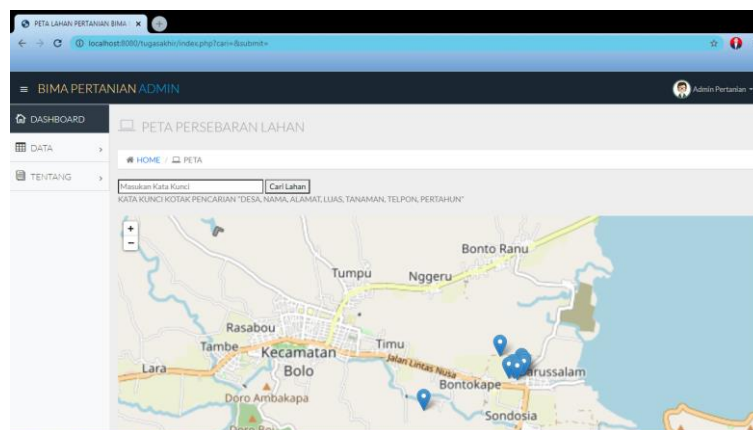 PETA LAHAN PERTANIAN BIMA
localhost:8080/tugasakhir/index.php?cari=&submit=
BIMA PERTANIAN ADMIN
Admin Pertanian
DASHBOARD
DATA
TENTANG
PETA PERSEBARAN LAHAN
HOME / PETA
Masukan Kata Kunci
Cari Lahan
KATA KUNCI KOTAK PENCARIAN "DESA, NAMA, ALAMAT, LUAS, TANAMAN, TELPON, PERTAHUN"
+
−
Bonto Ranu
Tumpu
Nggeru
Rasabou
Tambe
Kecamatan
Bolo
Timu
Lara
Jalan Lintas Nusa
arussalam
Bontokape
Doro Ambakapa
Sondosia